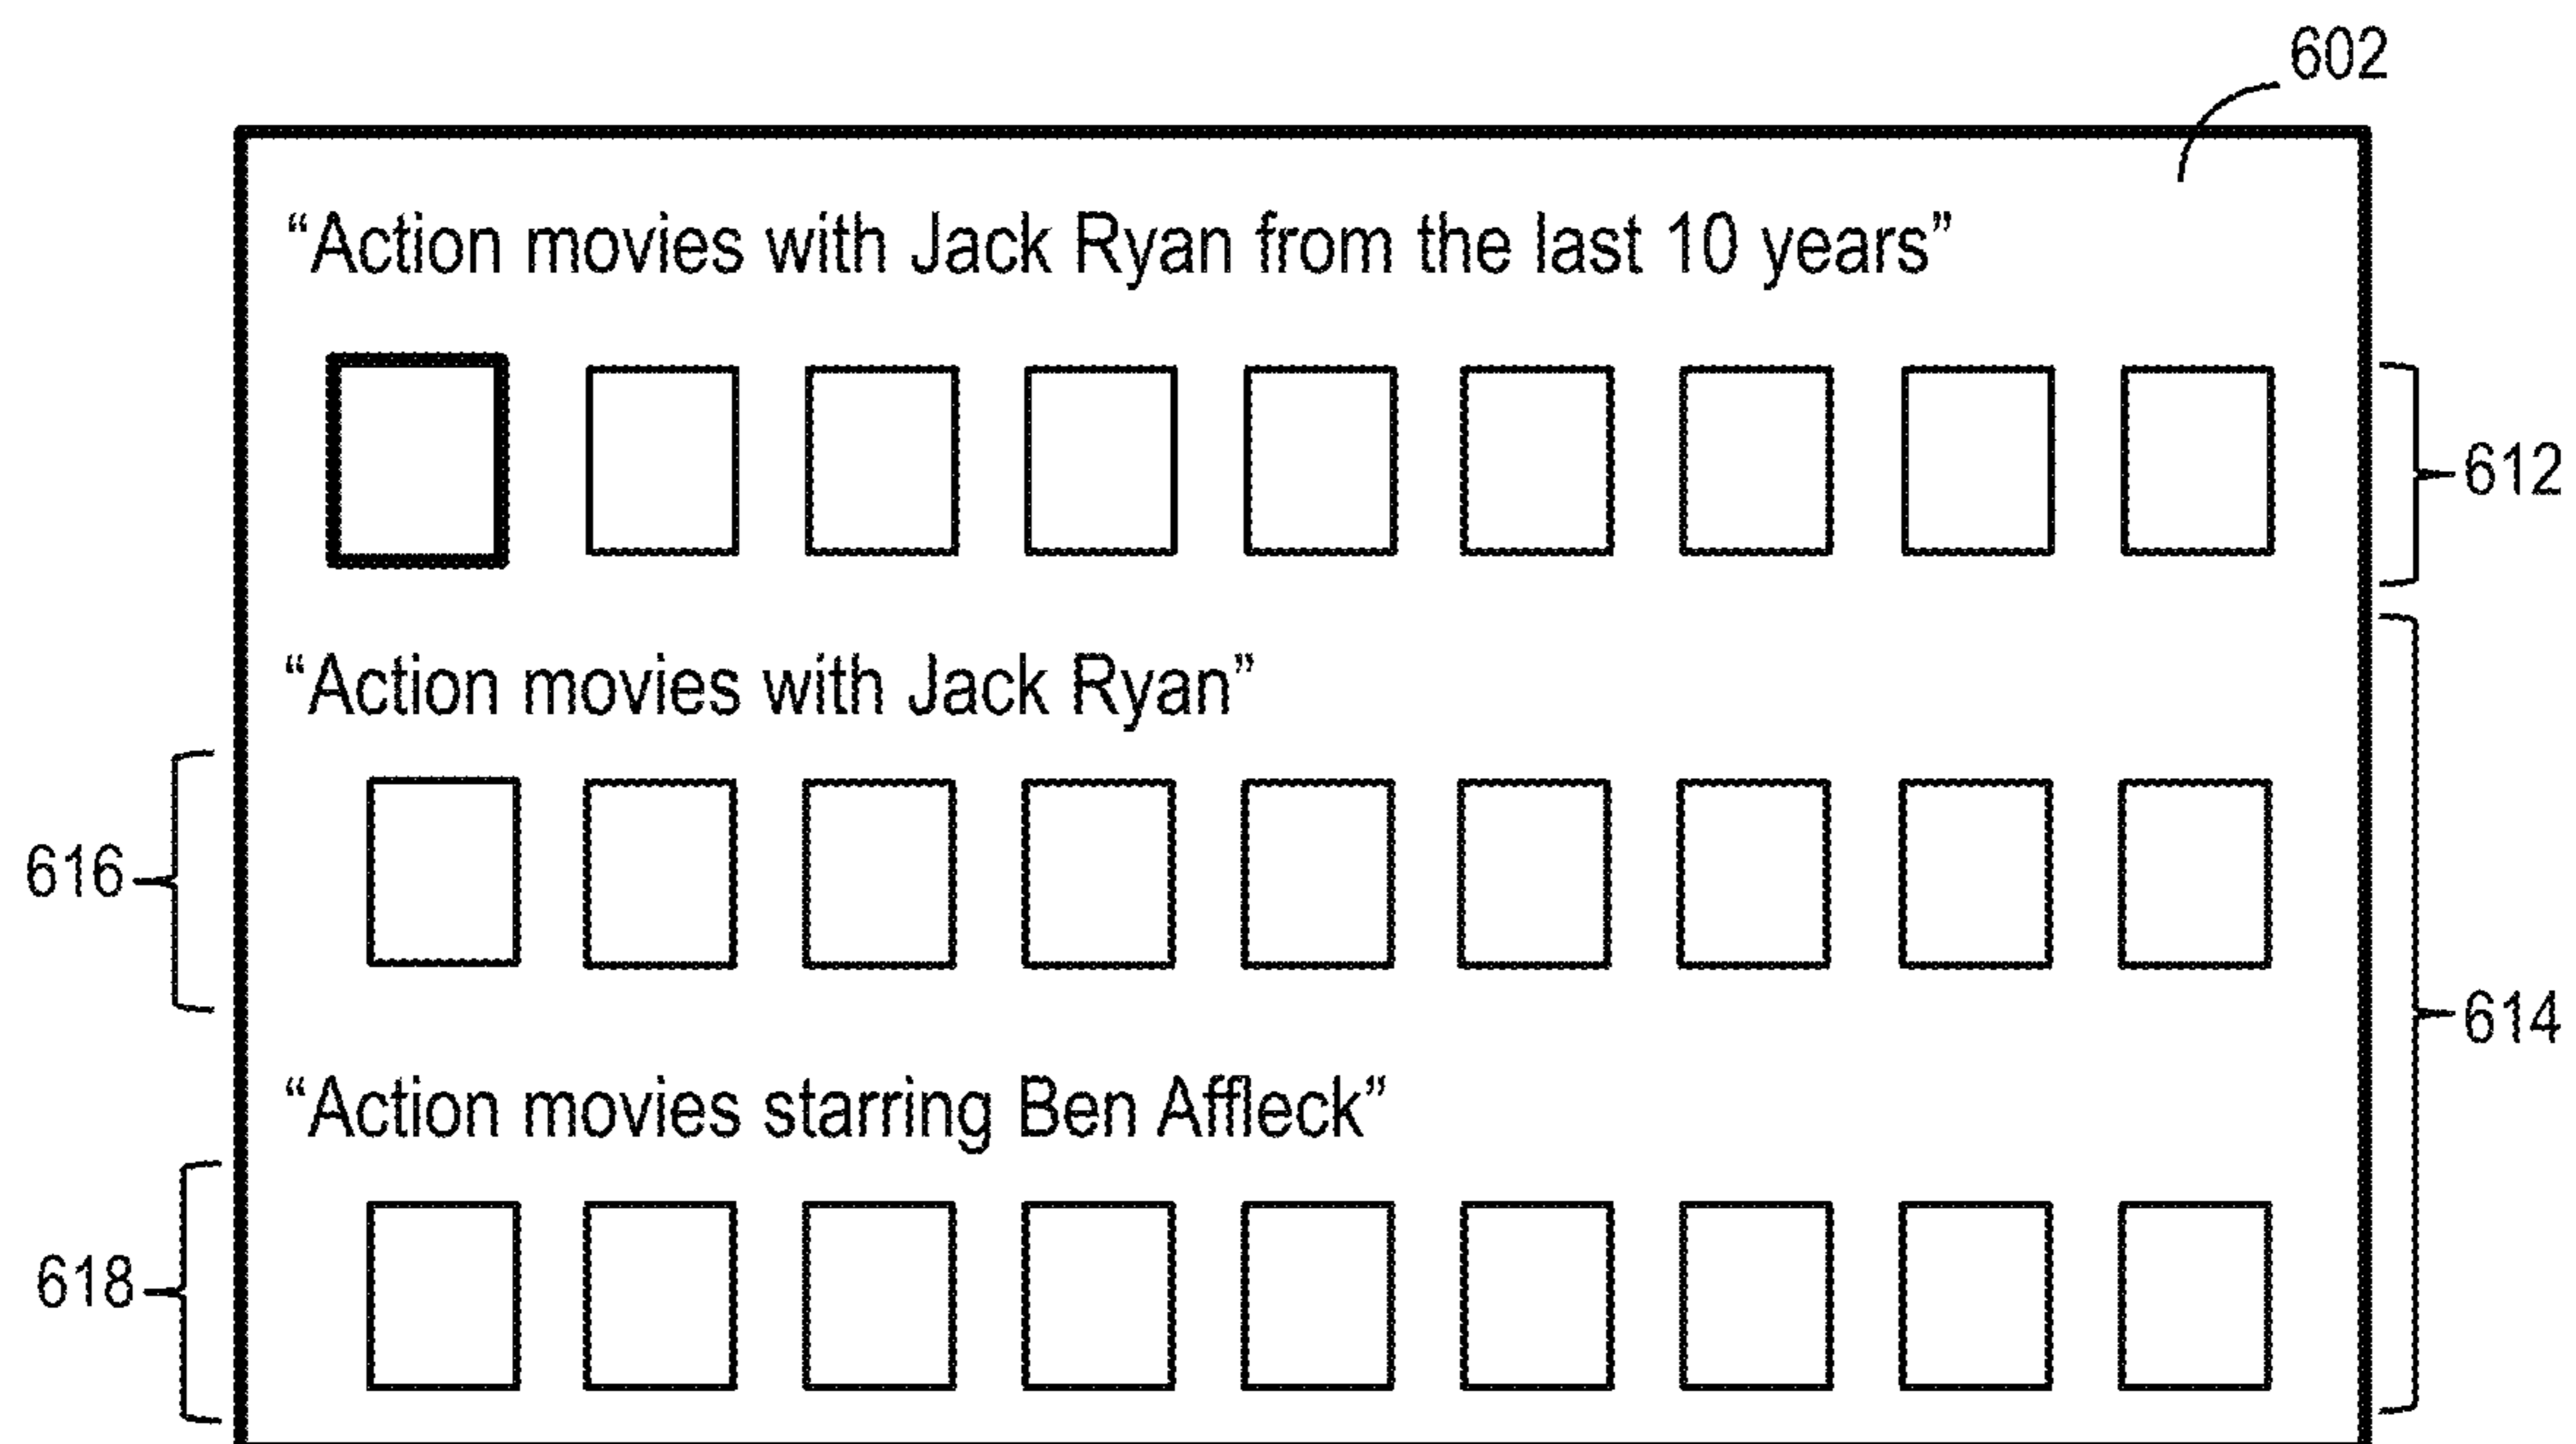 602
“Action movies with Jack Ryan from the last 10 years”
612
“Action movies with Jack Ryan”
616
614
“Action movies starring Ben Affleck”
618